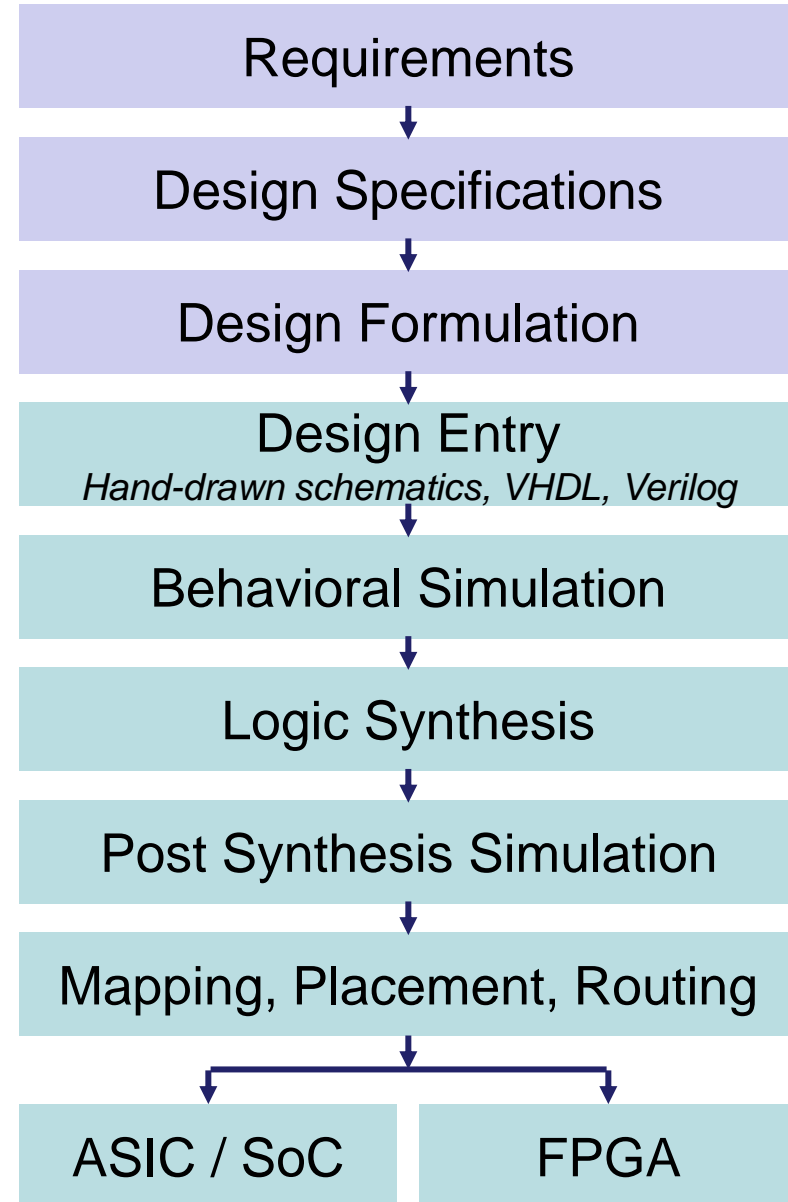 Requirements
Design Specifications
Design Formulation
Design Entry
Hand-drawn schematics, VHDL, Verilog
Behavioral Simulation
Logic Synthesis
Post Synthesis Simulation
Mapping, Placement, Routing
ASIC / SoC
FPGA